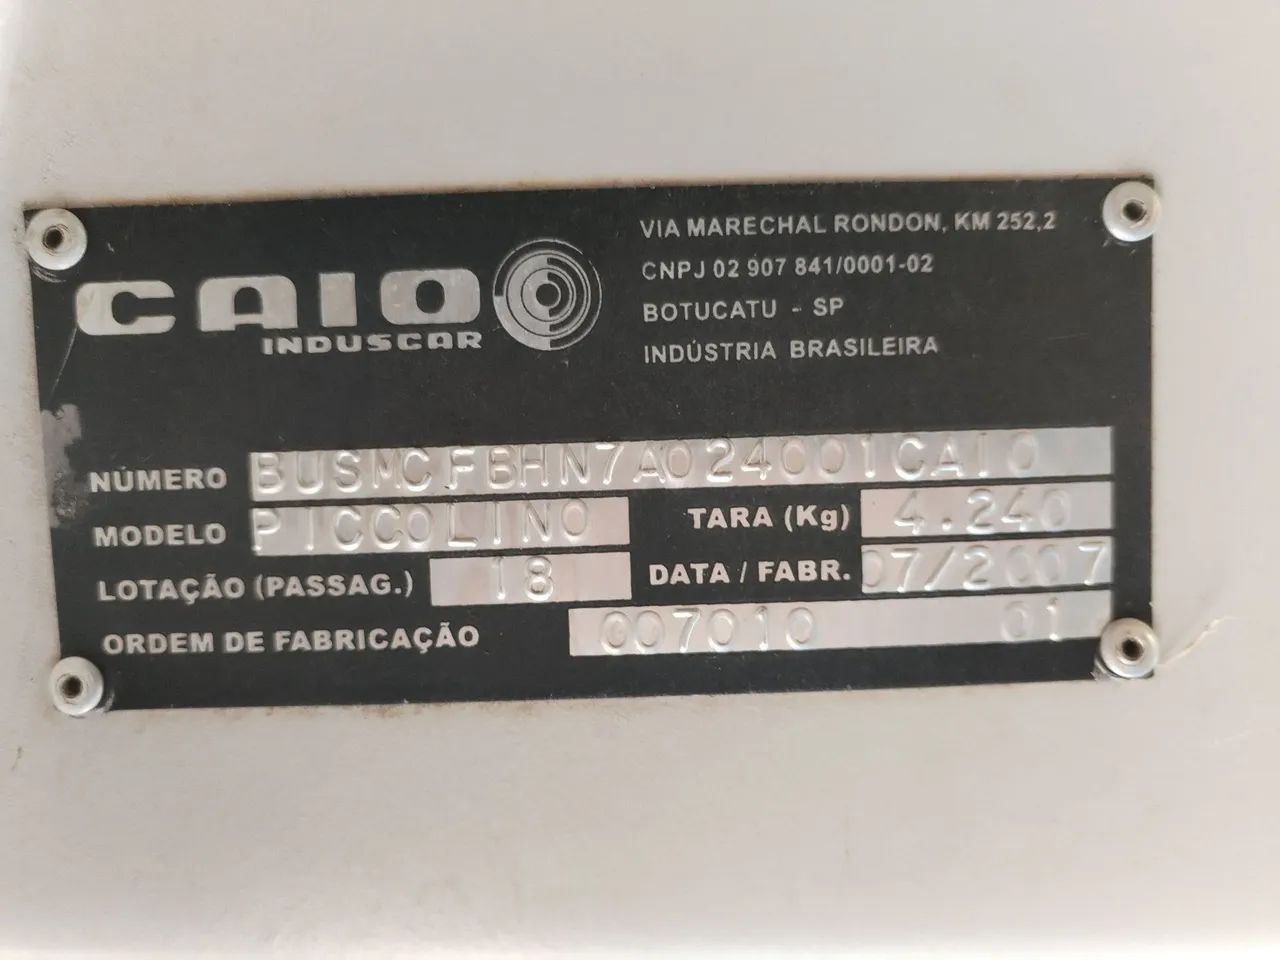 CAIO
INDUSCAR
VIA MARECHAL RONDON, KM 252,2
CNPJ 02 907 841/0001-02
BOTUCATU - SP
INDÚSTRIA BRASILEIRA
NÚMERO BUSMCFBHN7A024001CAIO
MODELO PICCOLINO TARA (Kg) 4.240
LOTAÇÃO (PASSAG.) 18 DATA / FABR. 07/2007
ORDEM DE FABRICAÇÃO 007010 01